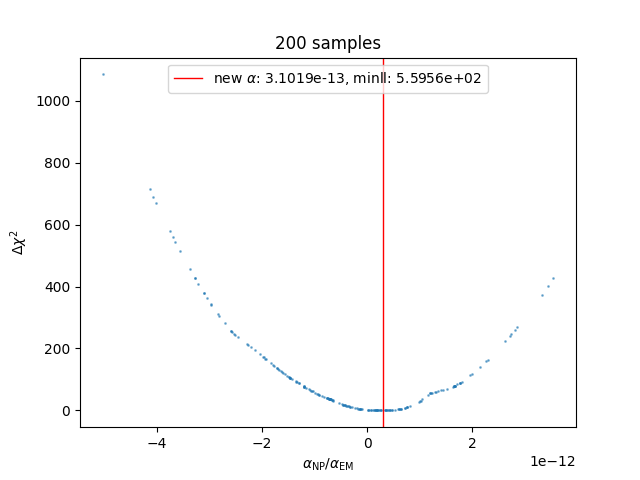 200 samples
new α: 3.1019e-13, minll: 5.5956e+02
Δχ²
1000
800
600
400
200
0
−4 −2 0 2
1e−12
α_NP/α_EM